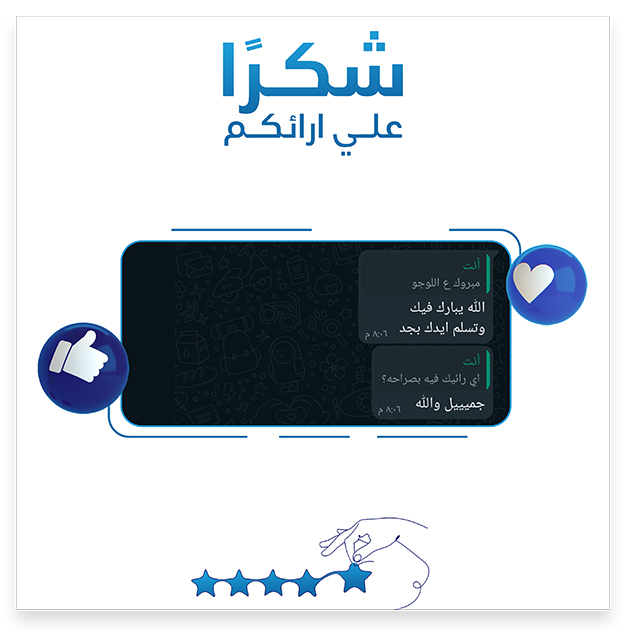 شكرًا
علي ارائكم
أنت
مبروك ع اللوجو
الله يبارك فيك
وتسلم ايدك بجد
٨:٠٦ م
أنت
اي رائيك فيه بصراحه؟
جمييييل والله
٨:٠٦ م